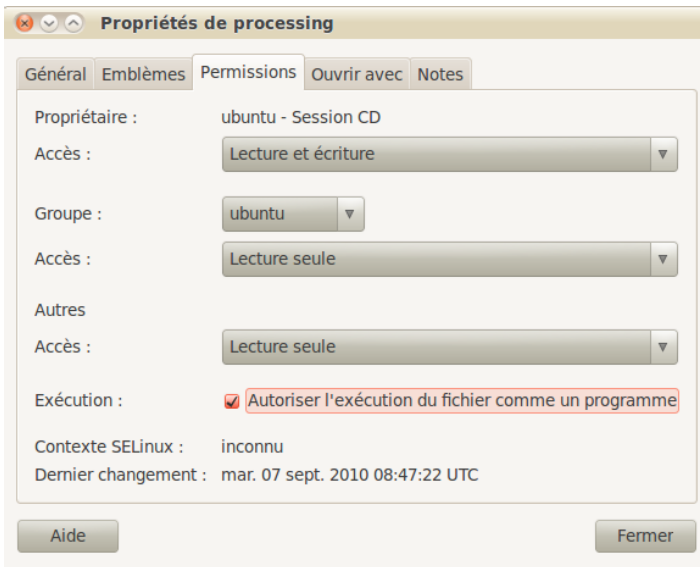 Propriétés de processing
Général Emblèmes Permissions Ouvrir avec Notes
Propriétaire : ubuntu - Session CD
Accès : Lecture et écriture
Groupe : ubuntu
Accès : Lecture seule
Autres
Accès : Lecture seule
Exécution : Autoriser l'exécution du fichier comme un programme
Contexte SELinux : inconnu
Dernier changement : mar. 07 sept. 2010 08:47:22 UTC
Aide Fermer